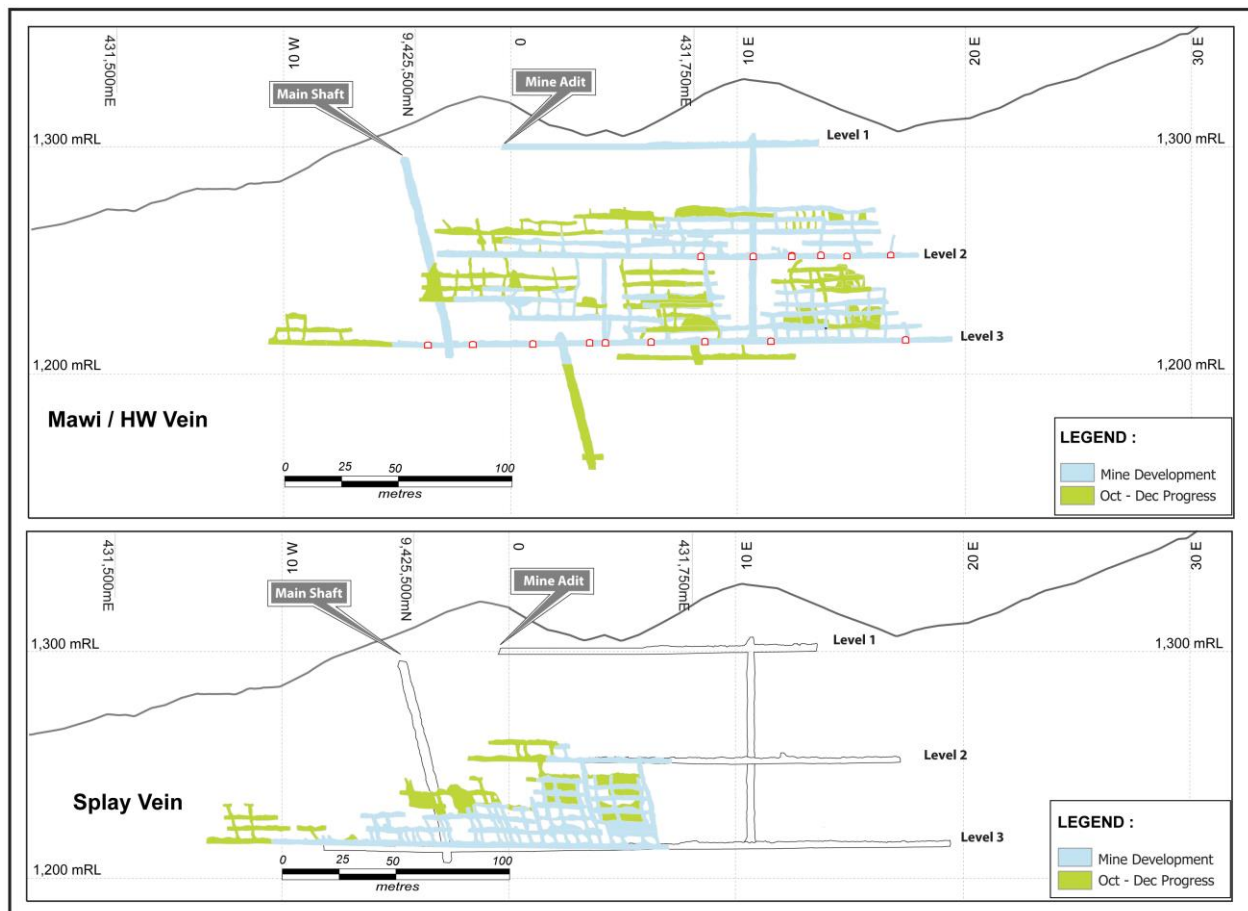 431,500mE
10 W
9,425,500mN
0
431,750mE
10 E
20 E
30 E
Main Shaft
Mine Adit
1,300 mRL
Level 1
1,300 mRL
Level 2
Level 3
1,200 mRL
1,200 mRL
Mawi / HW Vein
0 25 50 100
metres
LEGEND :
Mine Development
Oct - Dec Progress
431,500mE
10 W
9,425,500mN
0
431,750mE
10 E
20 E
30 E
Main Shaft
Mine Adit
1,300 mRL
Level 1
1,300 mRL
Level 2
Splay Vein
Level 3
1,200 mRL
1,200 mRL
0 25 50 100
metres
LEGEND :
Mine Development
Oct - Dec Progress